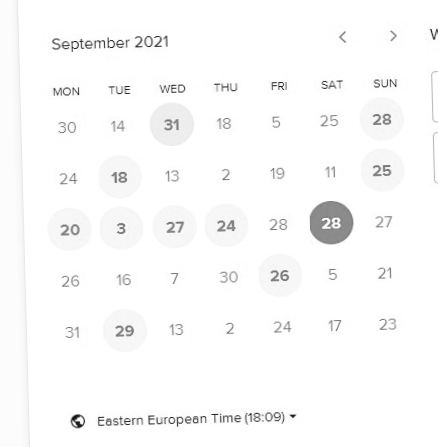 September 2021
W
MON TUE WED THU FRI SAT SUN
30 14 31 18 5 25 28
24 18 13 2 19 11 25
20 3 27 24 28 28 27
26 16 7 30 26 5 21
31 29 13 2 24 17 23
Eastern European Time (18:09)